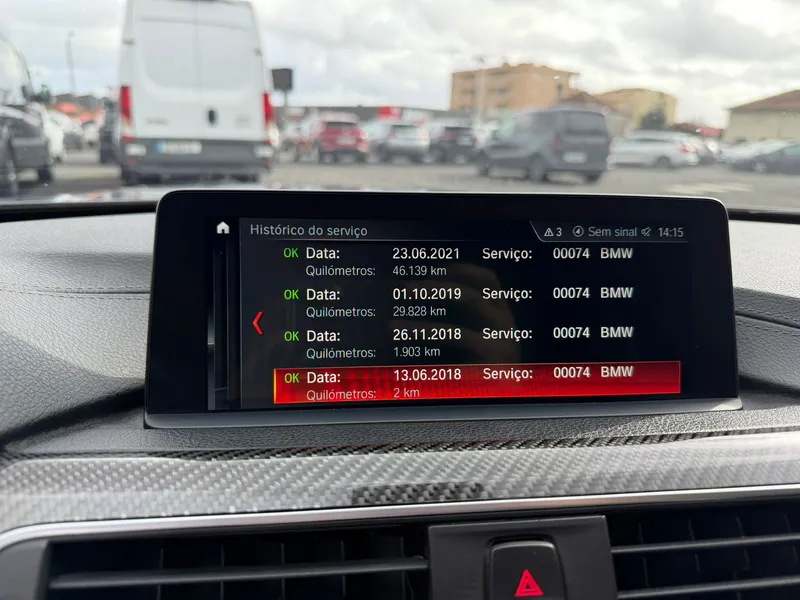 Histórico do serviço 3 Sem sinal 14:15
OK Data: 23.06.2021 Serviço: 00074 BMW
Quilómetros: 46.139 km
OK Data: 01.10.2019 Serviço: 00074 BMW
Quilómetros: 29.828 km
OK Data: 26.11.2018 Serviço: 00074 BMW
Quilómetros: 1.903 km
OK Data: 13.06.2018 Serviço: 00074 BMW
Quilómetros: 2 km